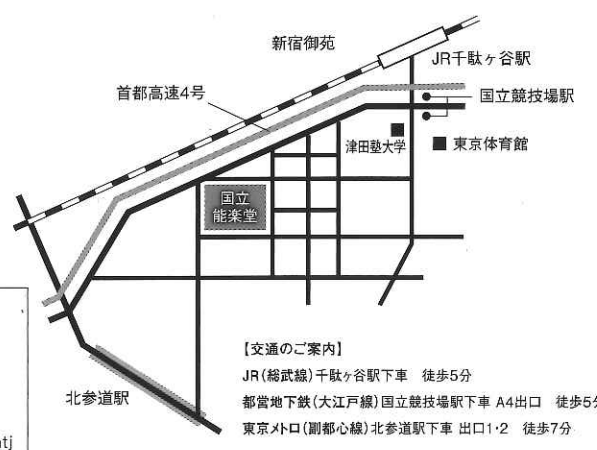 新宿御苑
JR千駄ヶ谷駅
首都高速4号
国立競技場駅
津田塾大学
東京体育館
国立
能楽堂
北参道駅
【交通のご案内】
JR(総武線)千駄ヶ谷駅下車 徒歩5分
都営地下鉄(大江戸線)国立競技場駅下車 A4出口 徒歩5分
東京メトロ(副都心線)北参道駅下車 出口1・2 徒歩7分